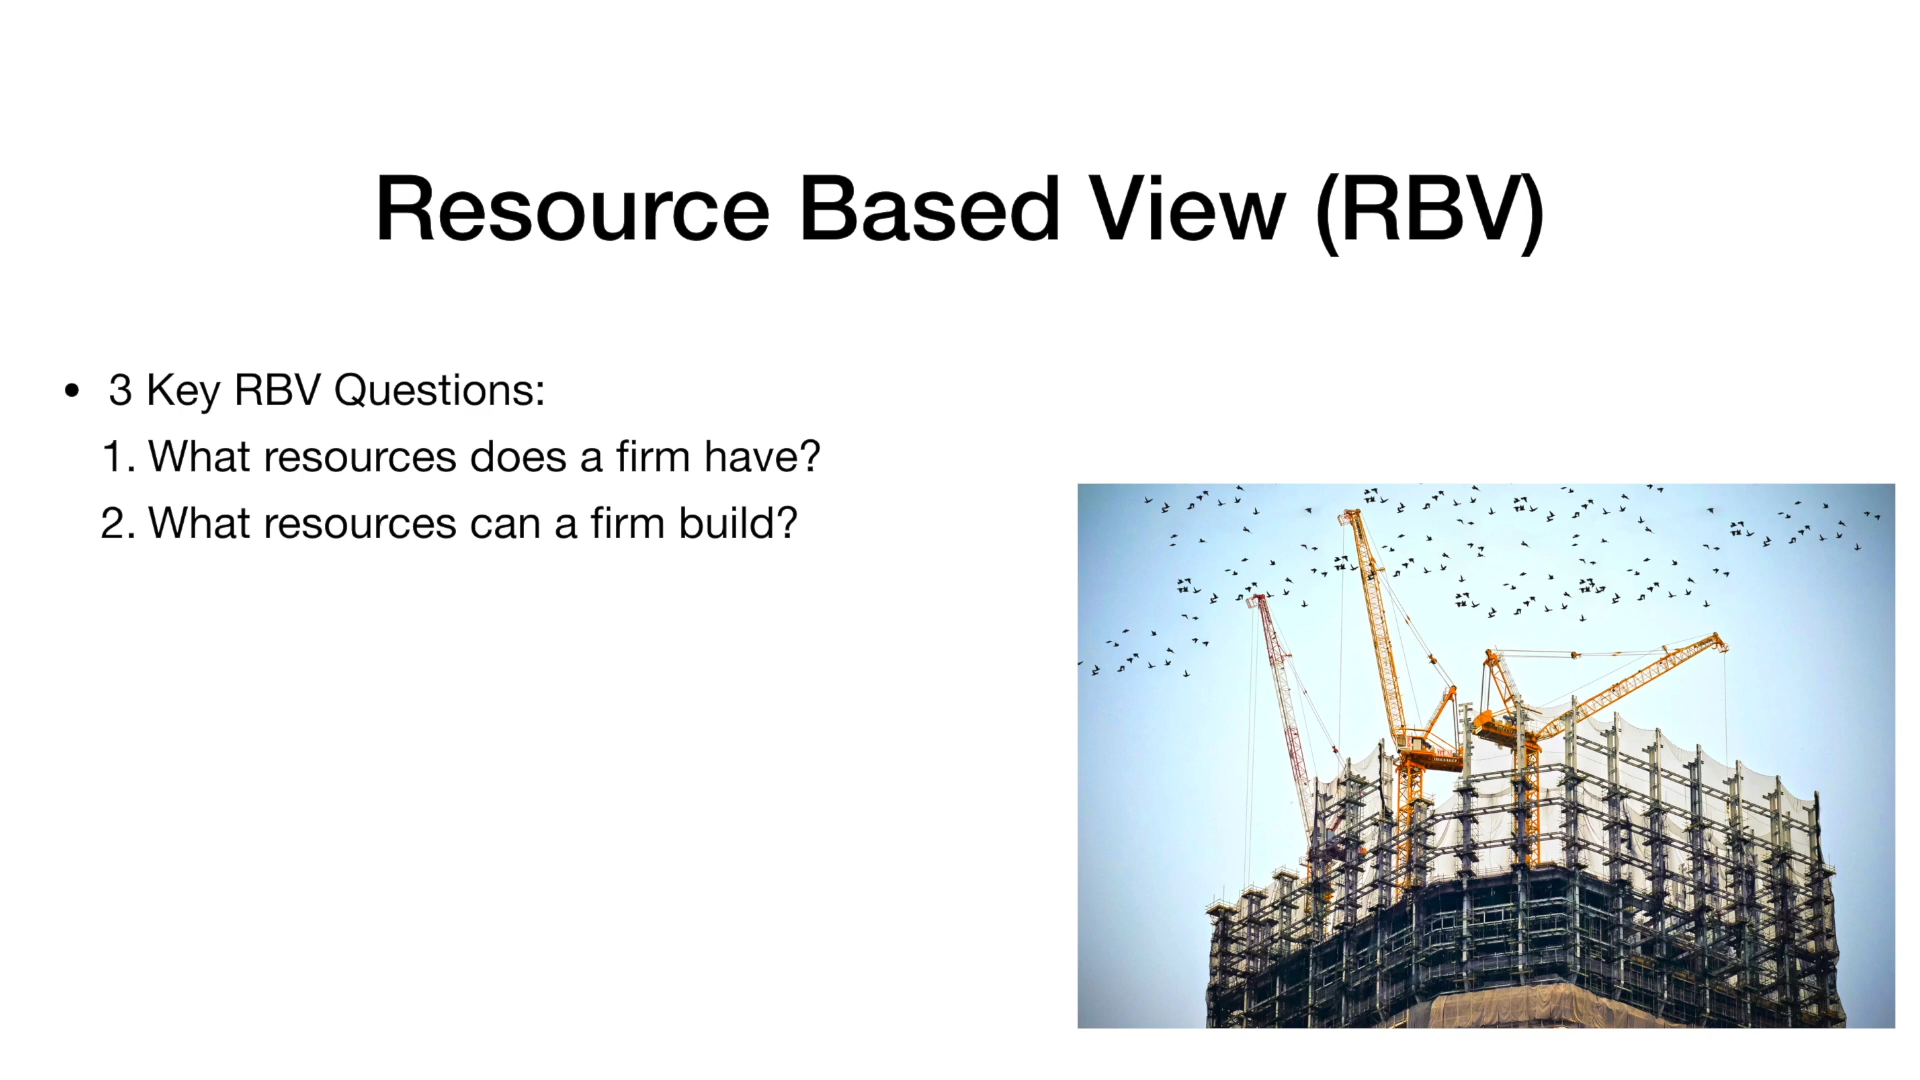 Resource Based View (RBV)
• 3 Key RBV Questions:
1. What resources does a firm have?
2. What resources can a firm build?